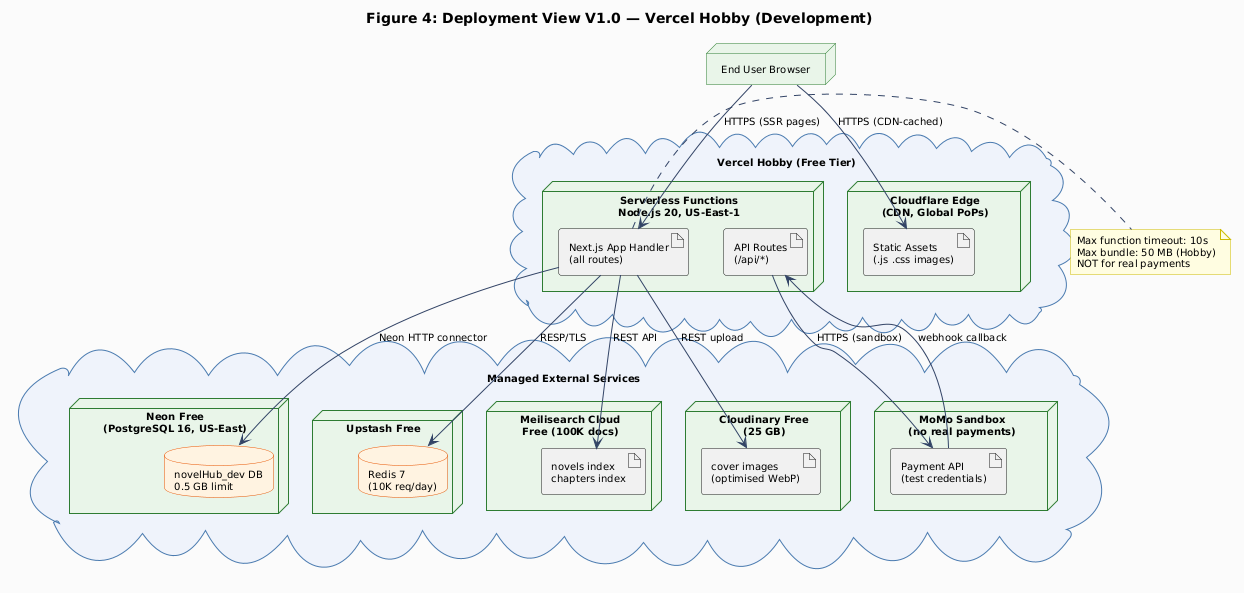 Figure 4: Deployment View V1.0 — Vercel Hobby (Development)
End User Browser
HTTPS (SSR pages)
HTTPS (CDN-cached)
Vercel Hobby (Free Tier)
Serverless Functions
Node.js 20, US-East-1
Cloudflare Edge
(CDN, Global PoPs)
Next.js App Handler
(all routes)
API Routes
(/api/*)
Static Assets
(.js .css images)
Max function timeout: 10s
Max bundle: 50 MB (Hobby)
NOT for real payments
Neon HTTP connector
RESP/TLS
REST API
REST upload
HTTPS (sandbox)
webhook callback
Managed External Services
Neon Free
(PostgreSQL 16, US-East)
novelHub_dev DB
0.5 GB limit
Upstash Free
Redis 7
(10K req/day)
Meilisearch Cloud
Free (100K docs)
novels index
chapters index
Cloudinary Free
(25 GB)
cover images
(optimised WebP)
MoMo Sandbox
(no real payments)
Payment API
(test credentials)